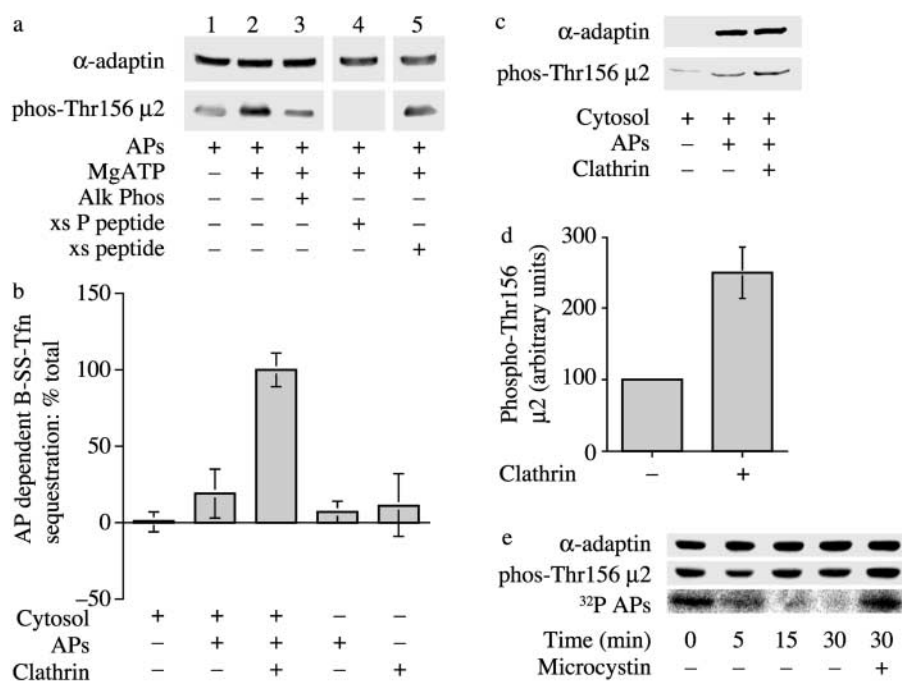 a
1 2 3 4 5
α-adaptin
phos-Thr156 μ2
APs + + + + +
MgATP – + + + +
Alk Phos – – + – –
xs P peptide – – – + –
xs peptide – – – – +
b
AP dependent B-SS-Tfn
sequestration: % total
150
100
50
0
–50
Cytosol + + + – –
APs – + + + –
Clathrin – – + – +
c
α-adaptin
phos-Thr156 μ2
Cytosol + + +
APs – + +
Clathrin – – +
d
Phospho-Thr156
μ2 (arbitrary units)
300
200
100
0
Clathrin – +
e
α-adaptin
phos-Thr156 μ2
³²P APs
Time (min) 0 5 15 30 30
Microcystin – – – – +